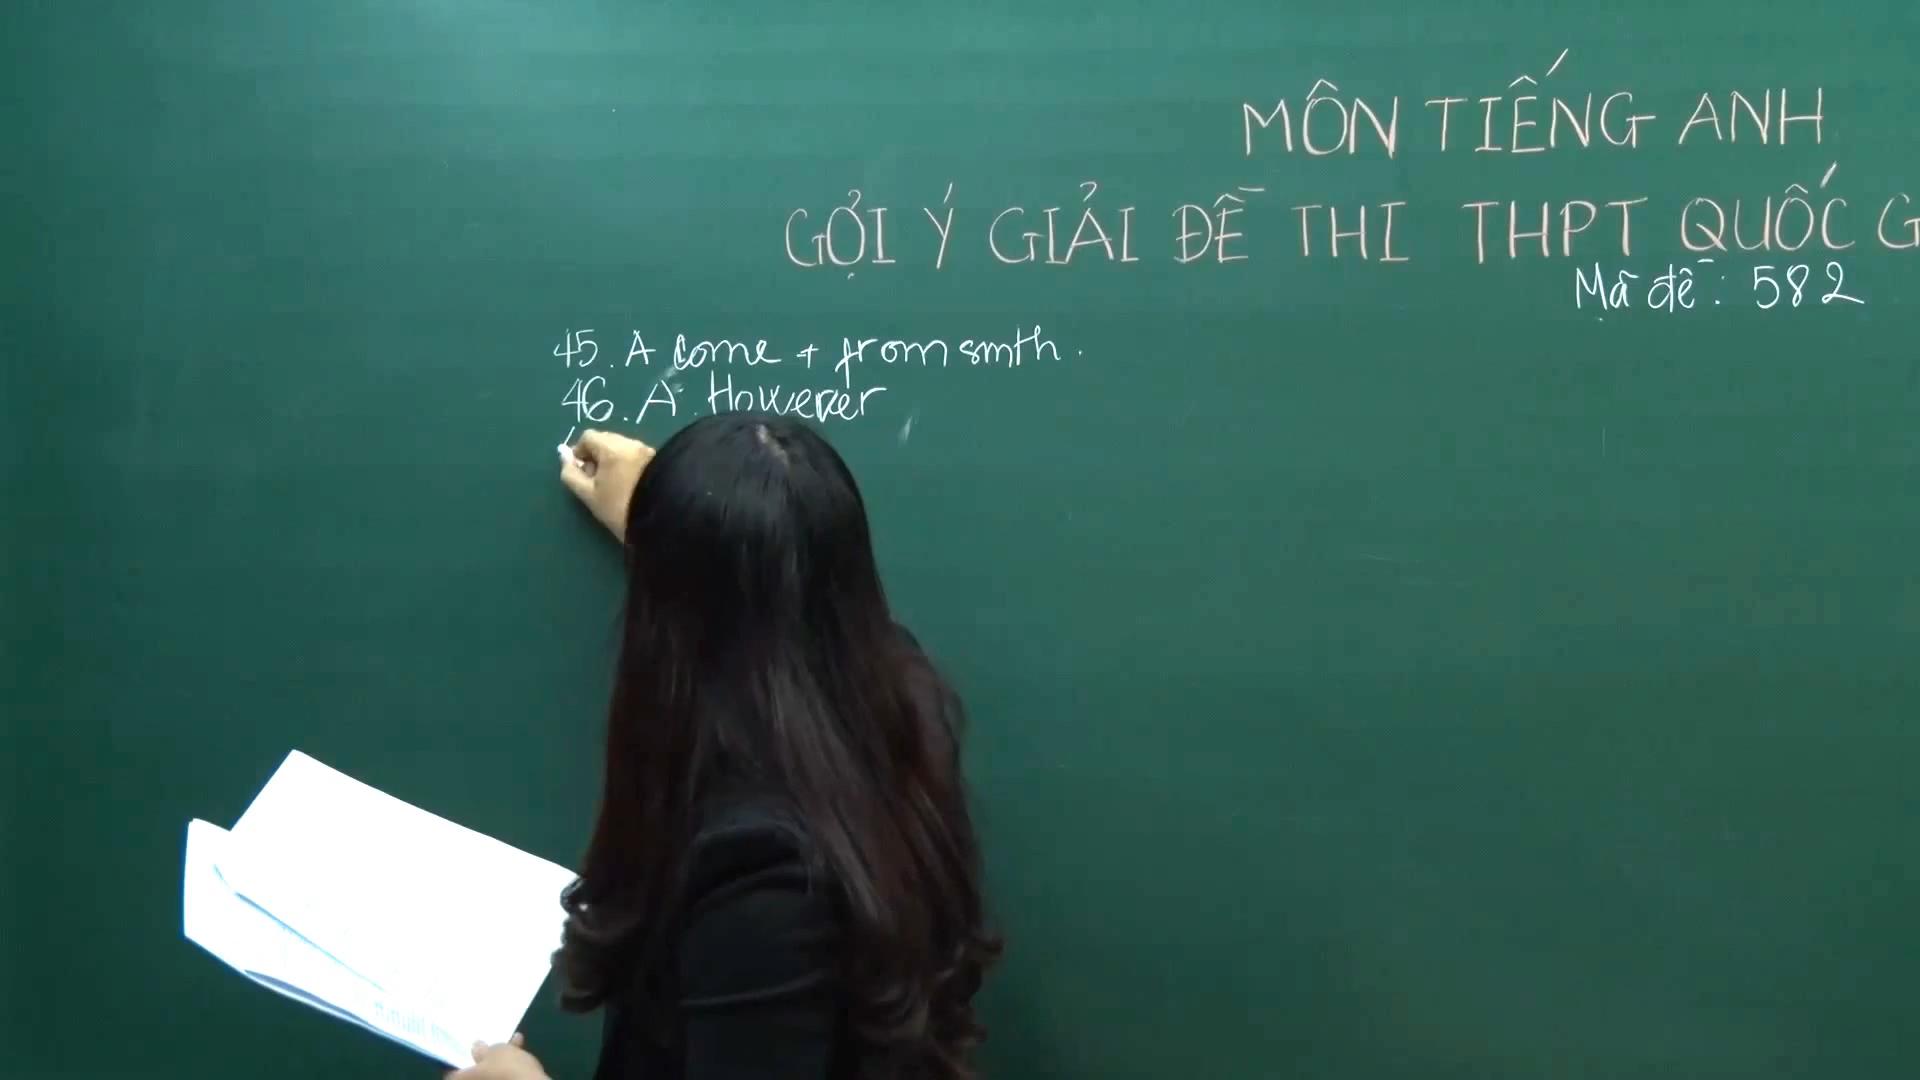 MÔN TIẾNG ANH
GỢI Ý GIẢI ĐỀ THI THPT QUỐC G
Mã đề: 582
45. A come + from smth.
46. A. However